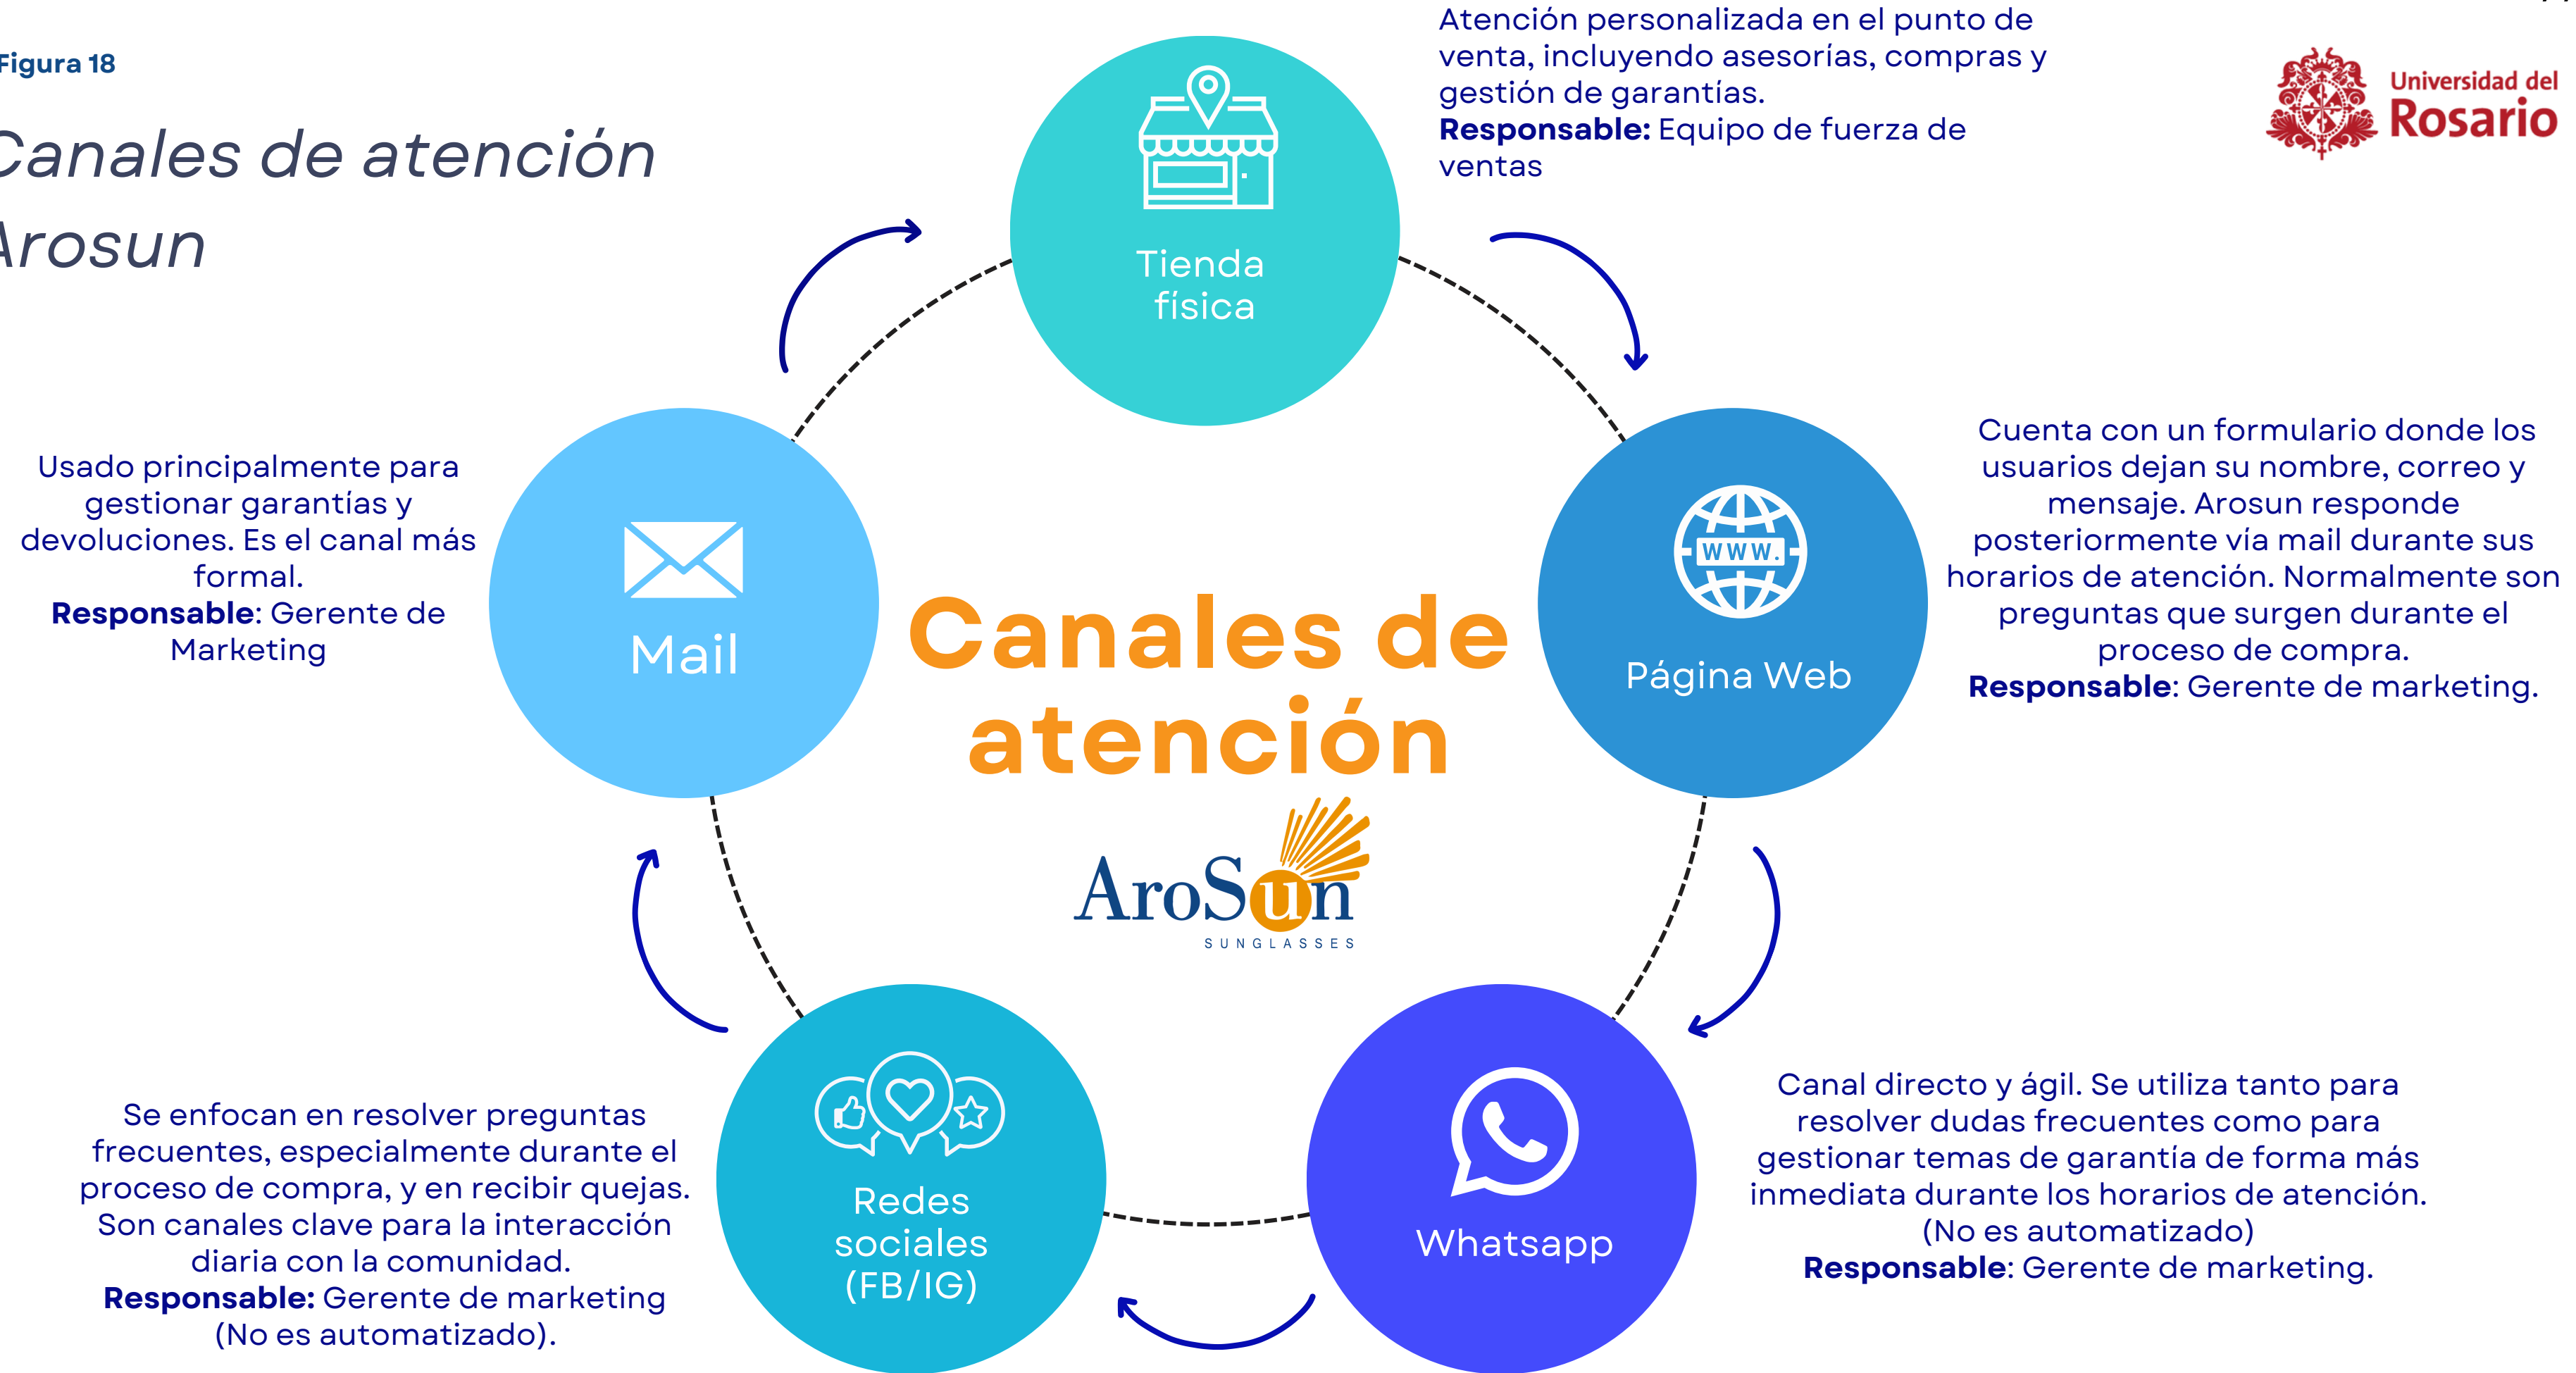 Figura 18
Canales de atención
Arosun
Atención personalizada en el punto de
venta, incluyendo asesorías, compras y
gestión de garantías.
Responsable: Equipo de fuerza de
ventas
Universidad del
Rosario
Tienda
física
Usado principalmente para
gestionar garantías y
devoluciones. Es el canal más
formal.
Responsable: Gerente de
Marketing
Mail
Canales de
atención
AroSun
SUNGLASSES
www.
Página Web
Cuenta con un formulario donde los
usuarios dejan su nombre, correo y
mensaje. Arosun responde
posteriormente vía mail durante sus
horarios de atención. Normalmente son
preguntas que surgen durante el
proceso de compra.
Responsable: Gerente de marketing.
Se enfocan en resolver preguntas
frecuentes, especialmente durante el
proceso de compra, y en recibir quejas.
Son canales clave para la interacción
diaria con la comunidad.
Responsable: Gerente de marketing
(No es automatizado).
Redes
sociales
(FB/IG)
Whatsapp
Canal directo y ágil. Se utiliza tanto para
resolver dudas frecuentes como para
gestionar temas de garantía de forma más
inmediata durante los horarios de atención.
(No es automatizado)
Responsable: Gerente de marketing.